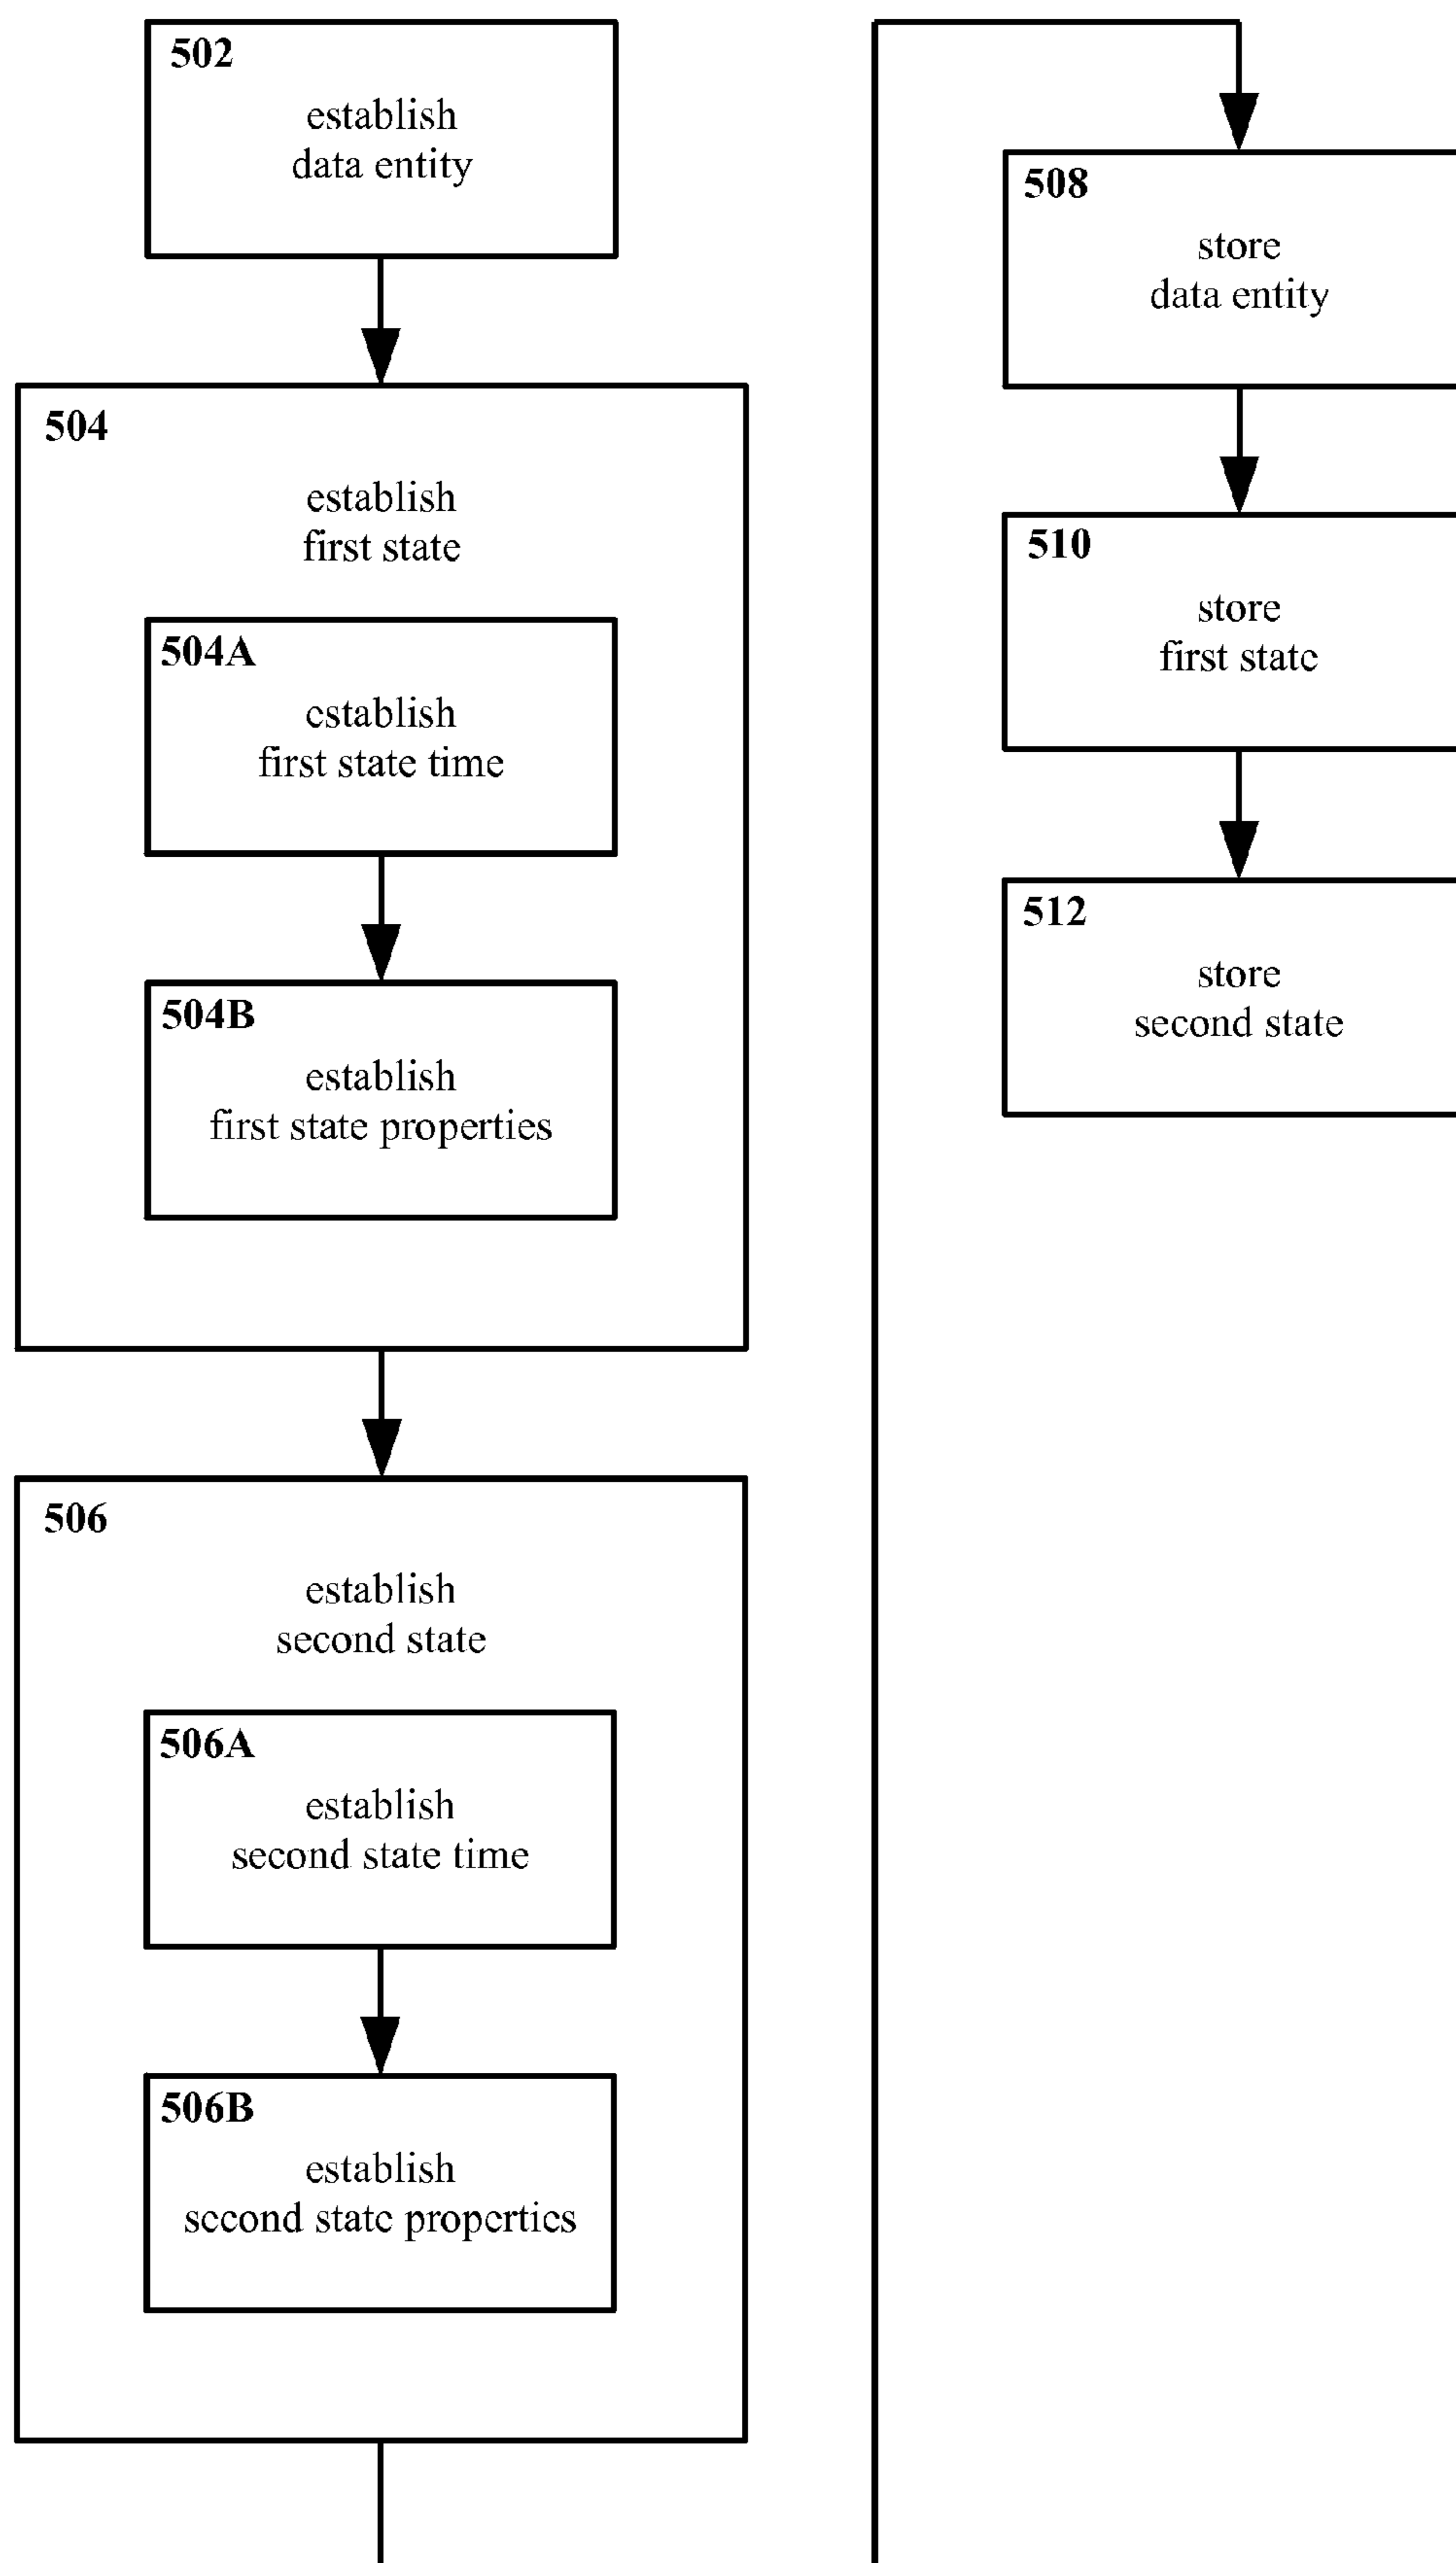 502
establish
data entity
504
establish
first state
504A
establish
first state time
504B
establish
first state properties
506
establish
second state
506A
establish
second state time
506B
establish
second state properties
508
store
data entity
510
store
first state
512
store
second state